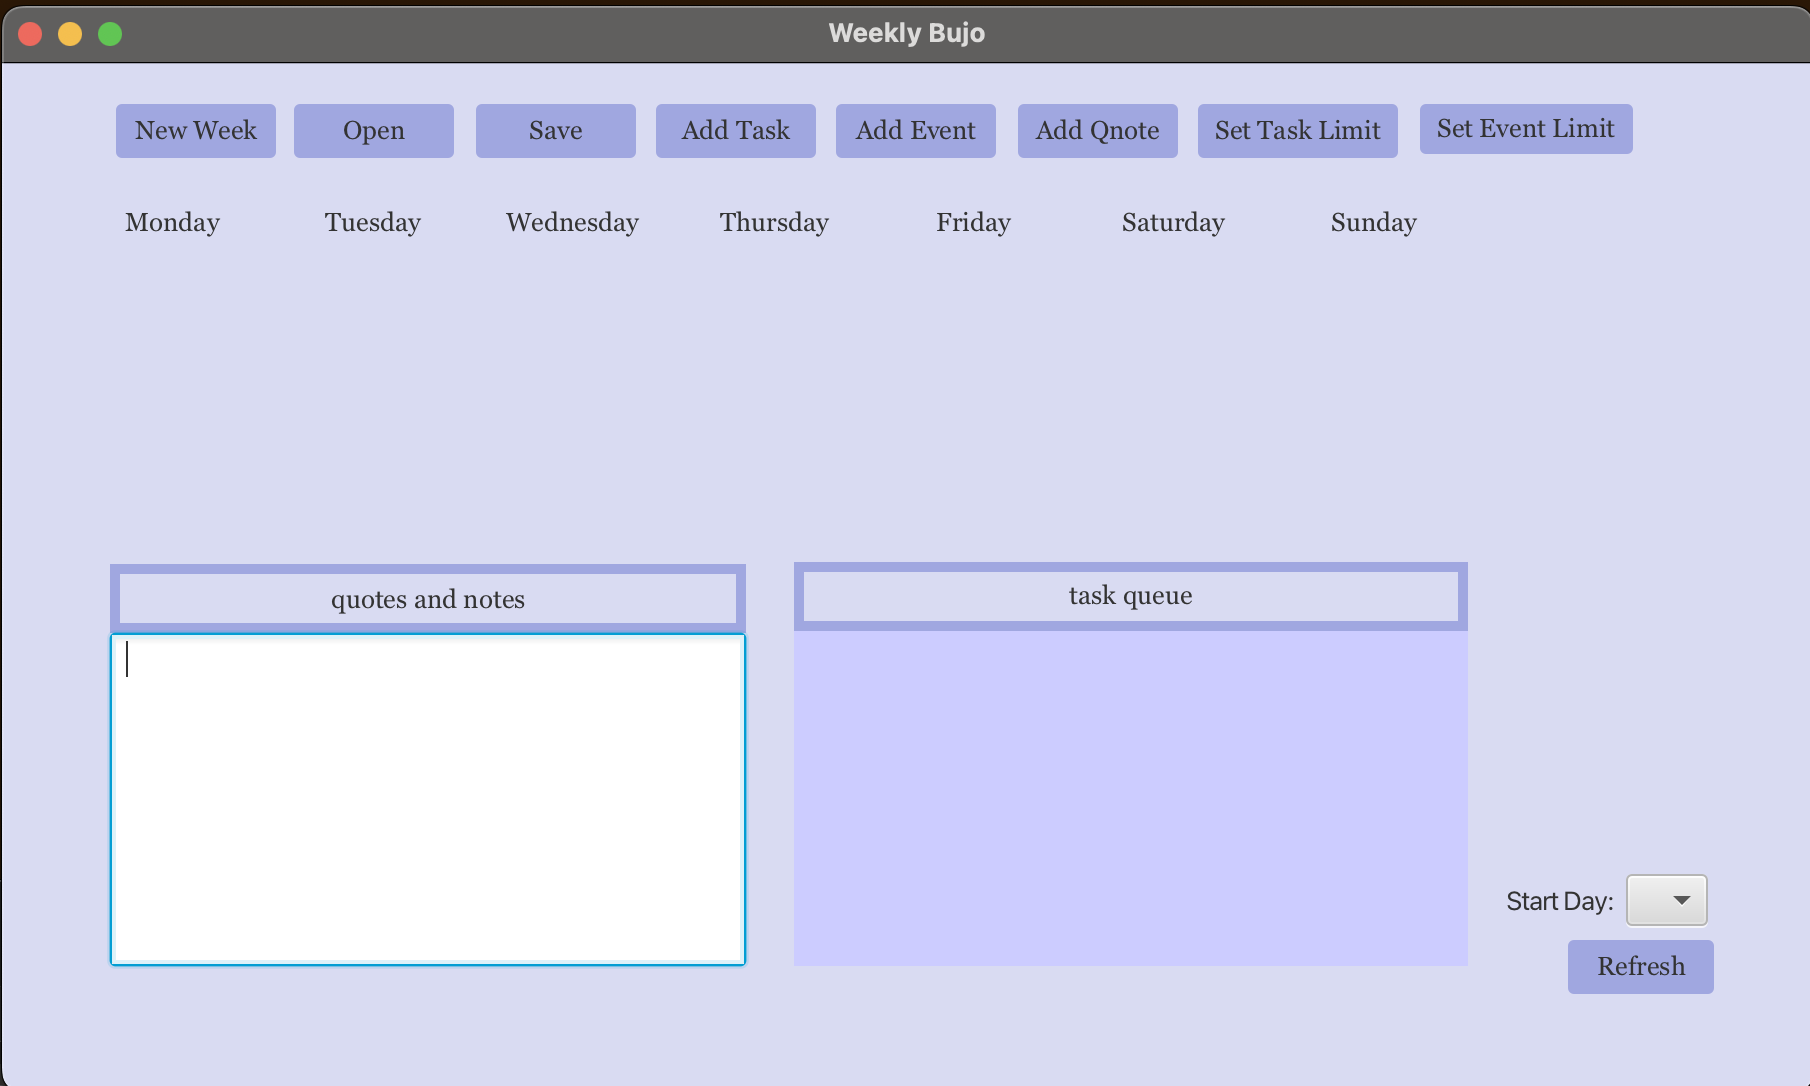 Weekly Bujo
New Week Open Save Add Task Add Event Add Qnote Set Task Limit Set Event Limit
Monday Tuesday Wednesday Thursday Friday Saturday Sunday
quotes and notes task queue
Start Day:
Refresh